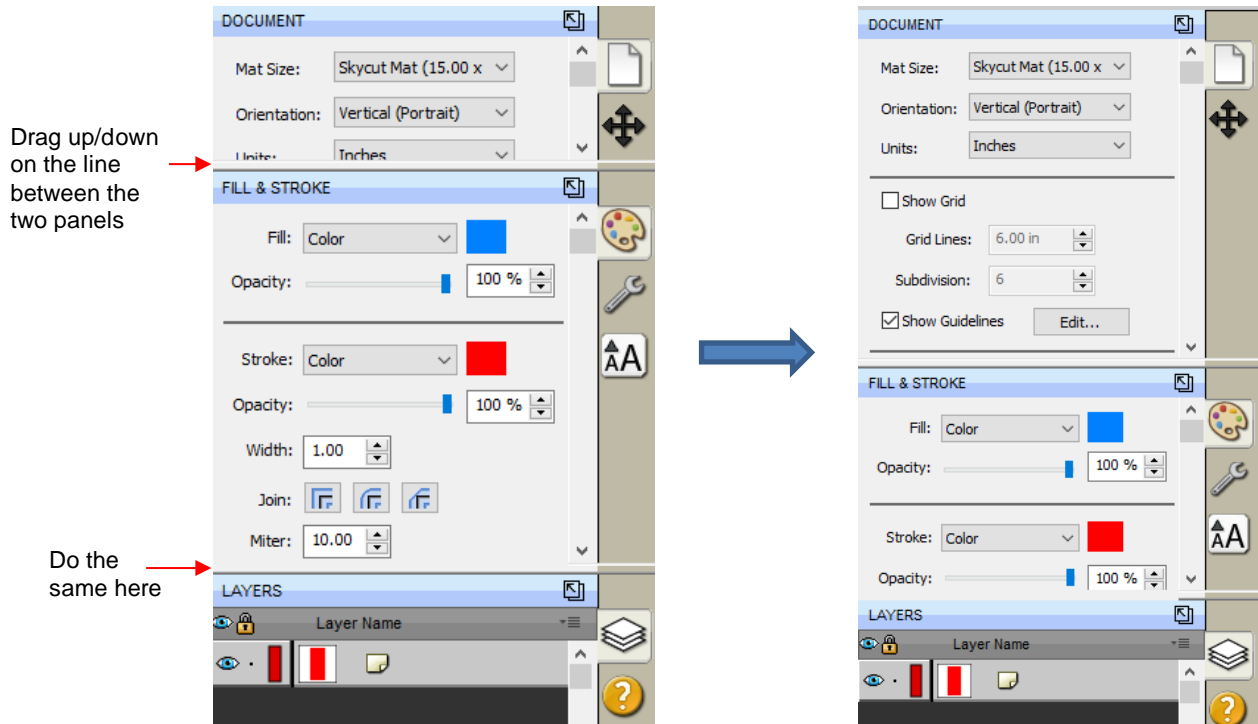 Drag up/down
on the line
between the
two panels
Do the
same here
DOCUMENT
Mat Size: Skycut Mat (15.00 x
Orientation: Vertical (Portrait)
Units: Inches
FILL & STROKE
Fill: Color
Opacity: 100 %
Stroke: Color
Opacity: 100 %
Width: 1.00
Join:
Miter: 10.00
AA
LAYERS
Layer Name
?
DOCUMENT
Mat Size: Skycut Mat (15.00 x
Orientation: Vertical (Portrait)
Units: Inches
Show Grid
Grid Lines: 6.00 in
Subdivision: 6
Show Guidelines Edit...
FILL & STROKE
Fill: Color
Opacity: 100 %
Stroke: Color
Opacity: 100 %
AA
LAYERS
Layer Name
?